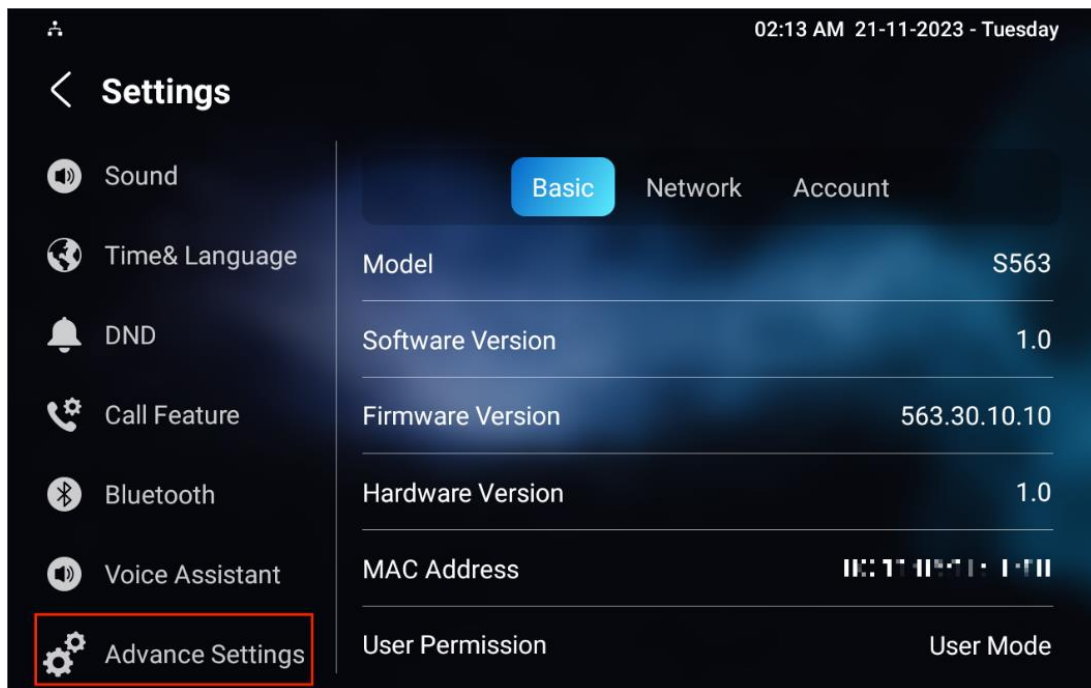 02:13 AM 21-11-2023 - Tuesday
Settings
Sound
Time& Language
DND
Call Feature
Bluetooth
Voice Assistant
Advance Settings
Basic Network Account
Model S563
Software Version 1.0
Firmware Version 563.30.10.10
Hardware Version 1.0
MAC Address
User Permission User Mode